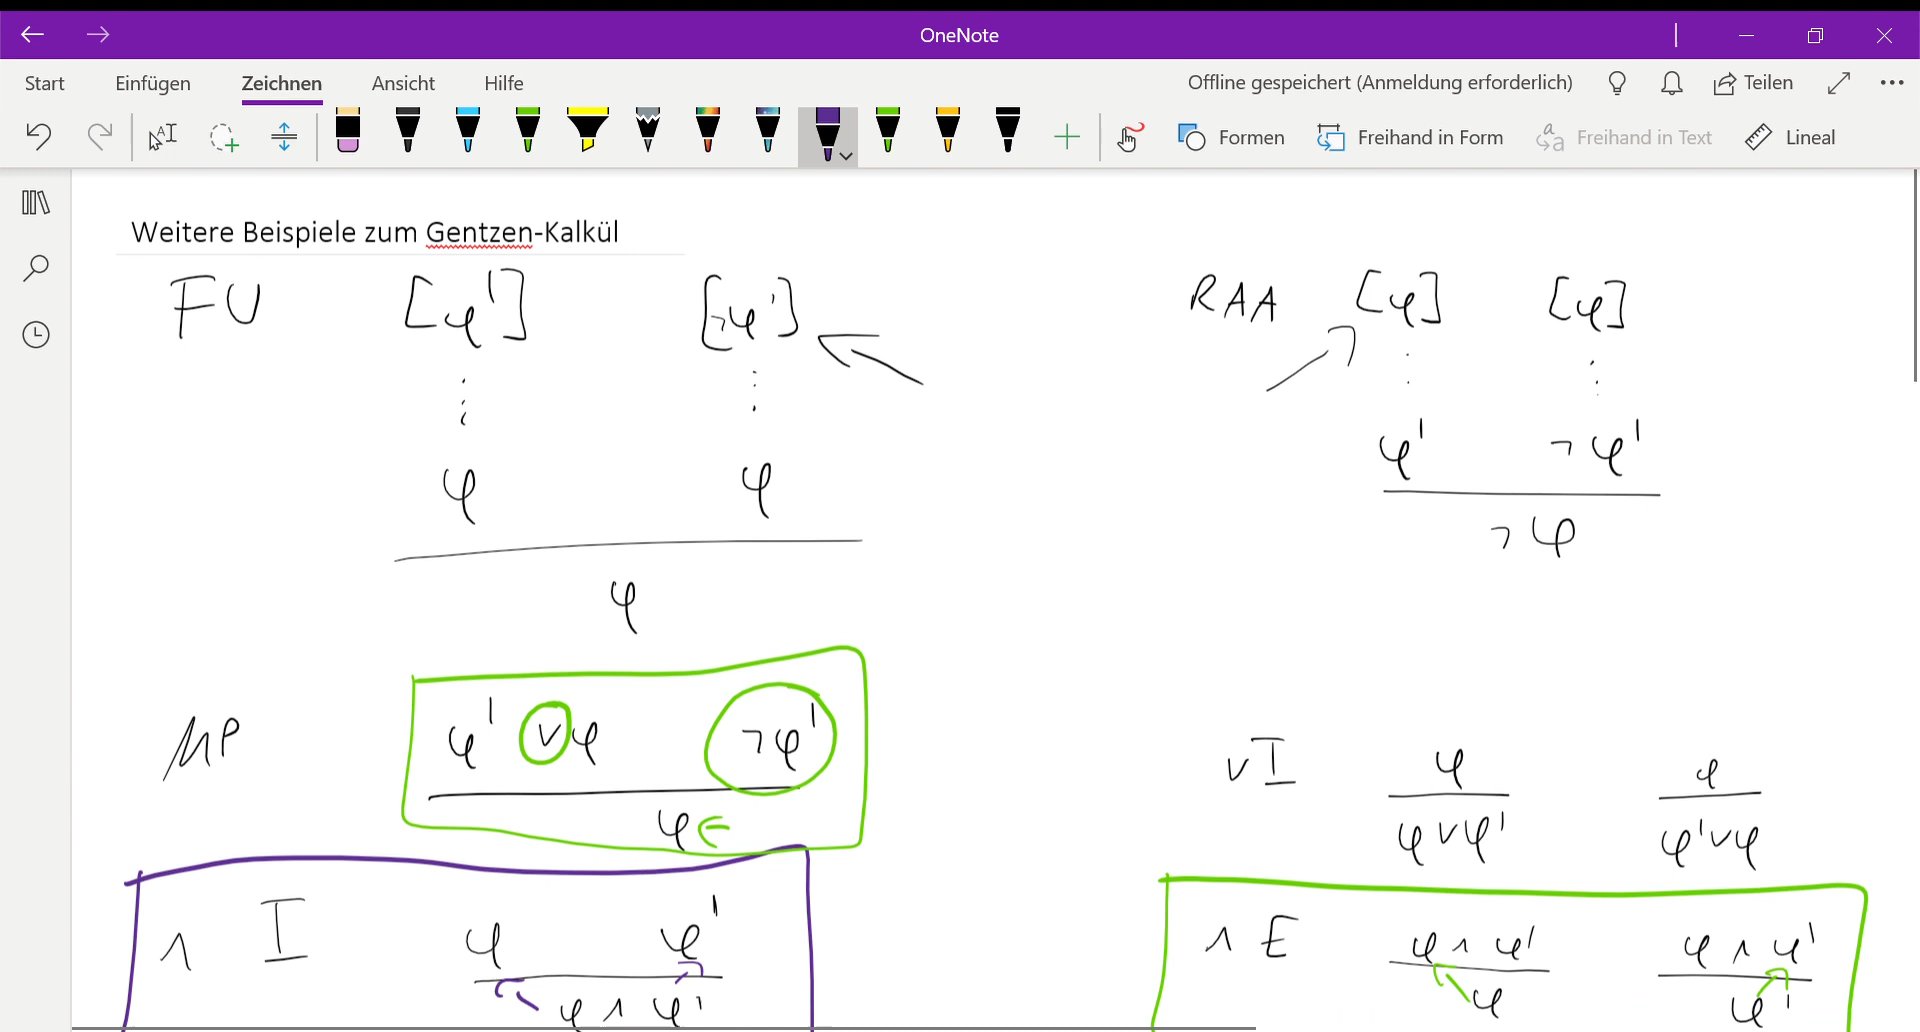 OneNote
Start Einfügen Zeichnen Ansicht Hilfe Offline gespeichert (Anmeldung erforderlich) Teilen
Formen Freihand in Form Freihand in Text Lineal
Weitere Beispiele zum Gentzen-Kalkül
FU [φ'] [¬φ'] RAA [φ] [φ]
φ φ φ' ¬φ'
φ ¬φ
MP φ' ∨ φ ¬φ' ∨I φ φ
φ φ∨φ' φ'∨φ
∧ I φ φ' ∧ E φ ∧ φ' φ ∧ φ'
φ ∧ φ' φ φ'